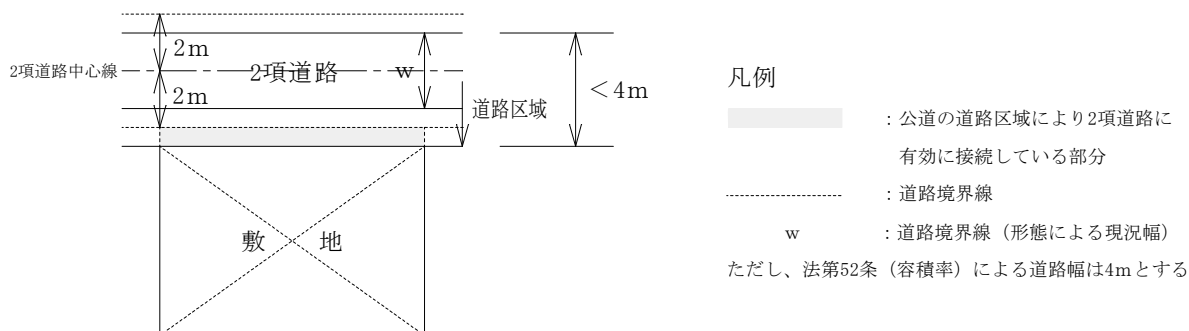 2m
2項道路中心線
2項道路
w
2m
道路区域
<4m
敷 地
凡例
：公道の道路区域により2項道路に
有効に接続している部分
：道路境界線
w ：道路境界線（形態による現況幅）
ただし、法第52条（容積率）による道路幅は4mとする